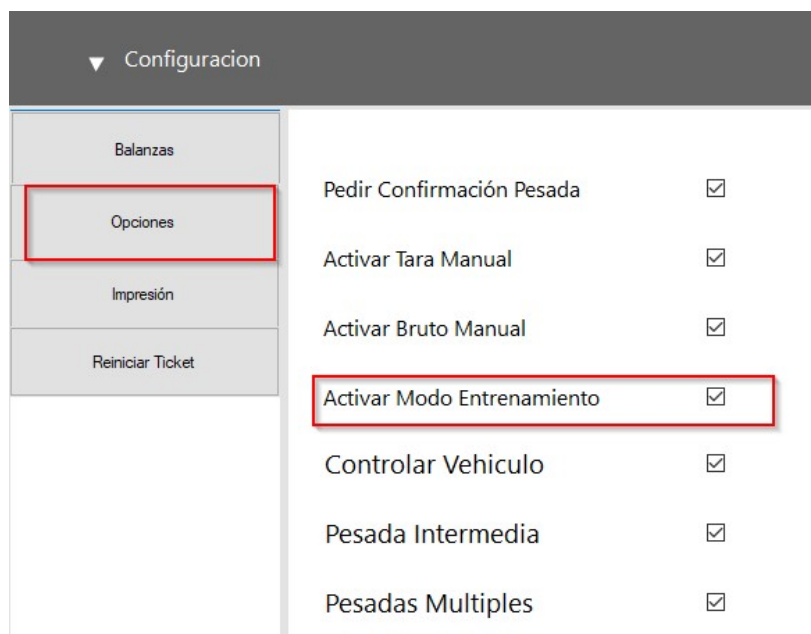 Configuracion
Balanzas
Opciones
Impresión
Reiniciar Ticket
Pedir Confirmación Pesada
Activar Tara Manual
Activar Bruto Manual
Activar Modo Entrenamiento
Controlar Vehiculo
Pesada Intermedia
Pesadas Multiples